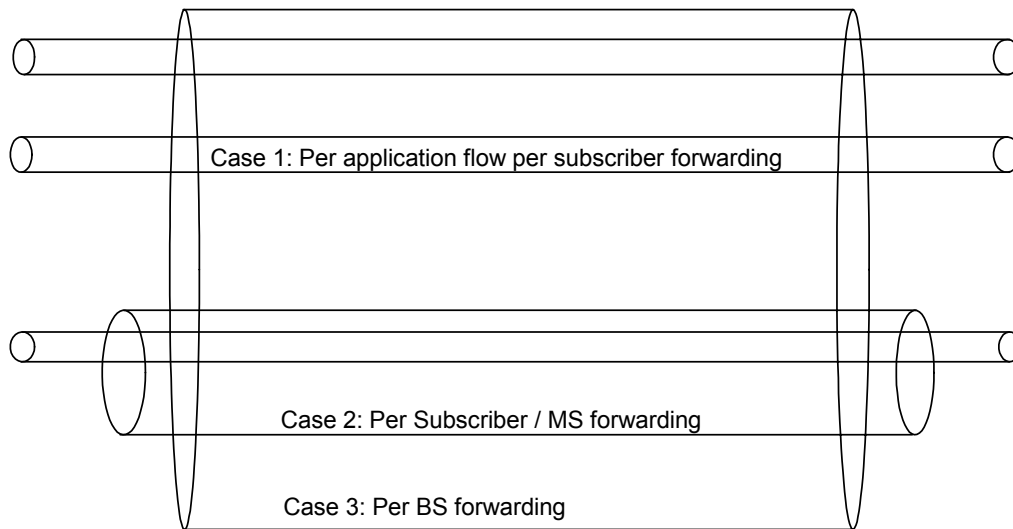 Case 1: Per application flow per subscriber forwarding
Case 2: Per Subscriber / MS forwarding
Case 3: Per BS forwarding